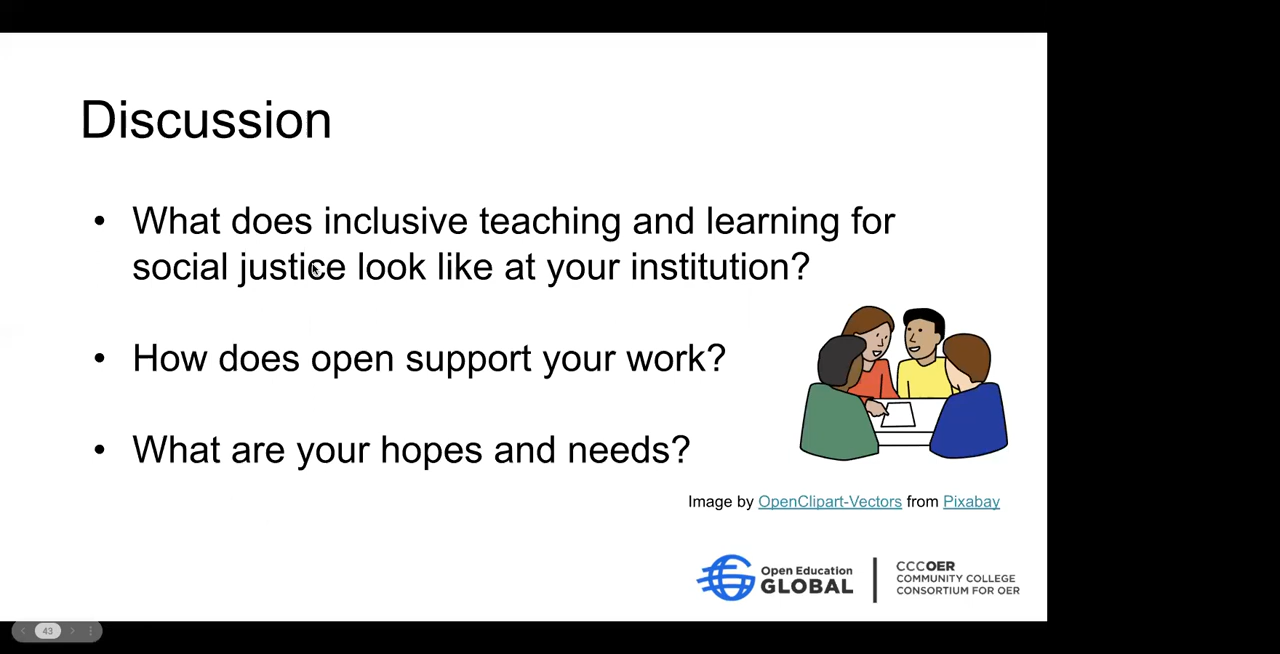 Discussion
• What does inclusive teaching and learning for
social justice look like at your institution?
• How does open support your work?
• What are your hopes and needs?
Image by OpenClipart-Vectors from Pixabay
Open Education
GLOBAL
CCCOER
COMMUNITY COLLEGE
CONSORTIUM FOR OER
43